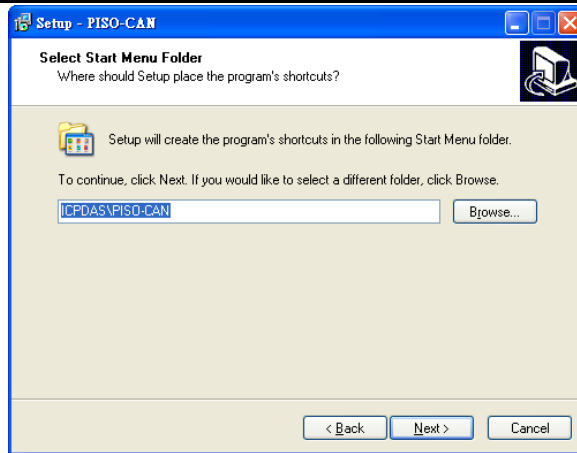 Setup - PISO-CAN
Select Start Menu Folder
Where should Setup place the program's shortcuts?
Setup will create the program's shortcuts in the following Start Menu folder.
To continue, click Next. If you would like to select a different folder, click Browse.
ICPDAS\PISO-CAN
Browse...
< Back
Next >
Cancel